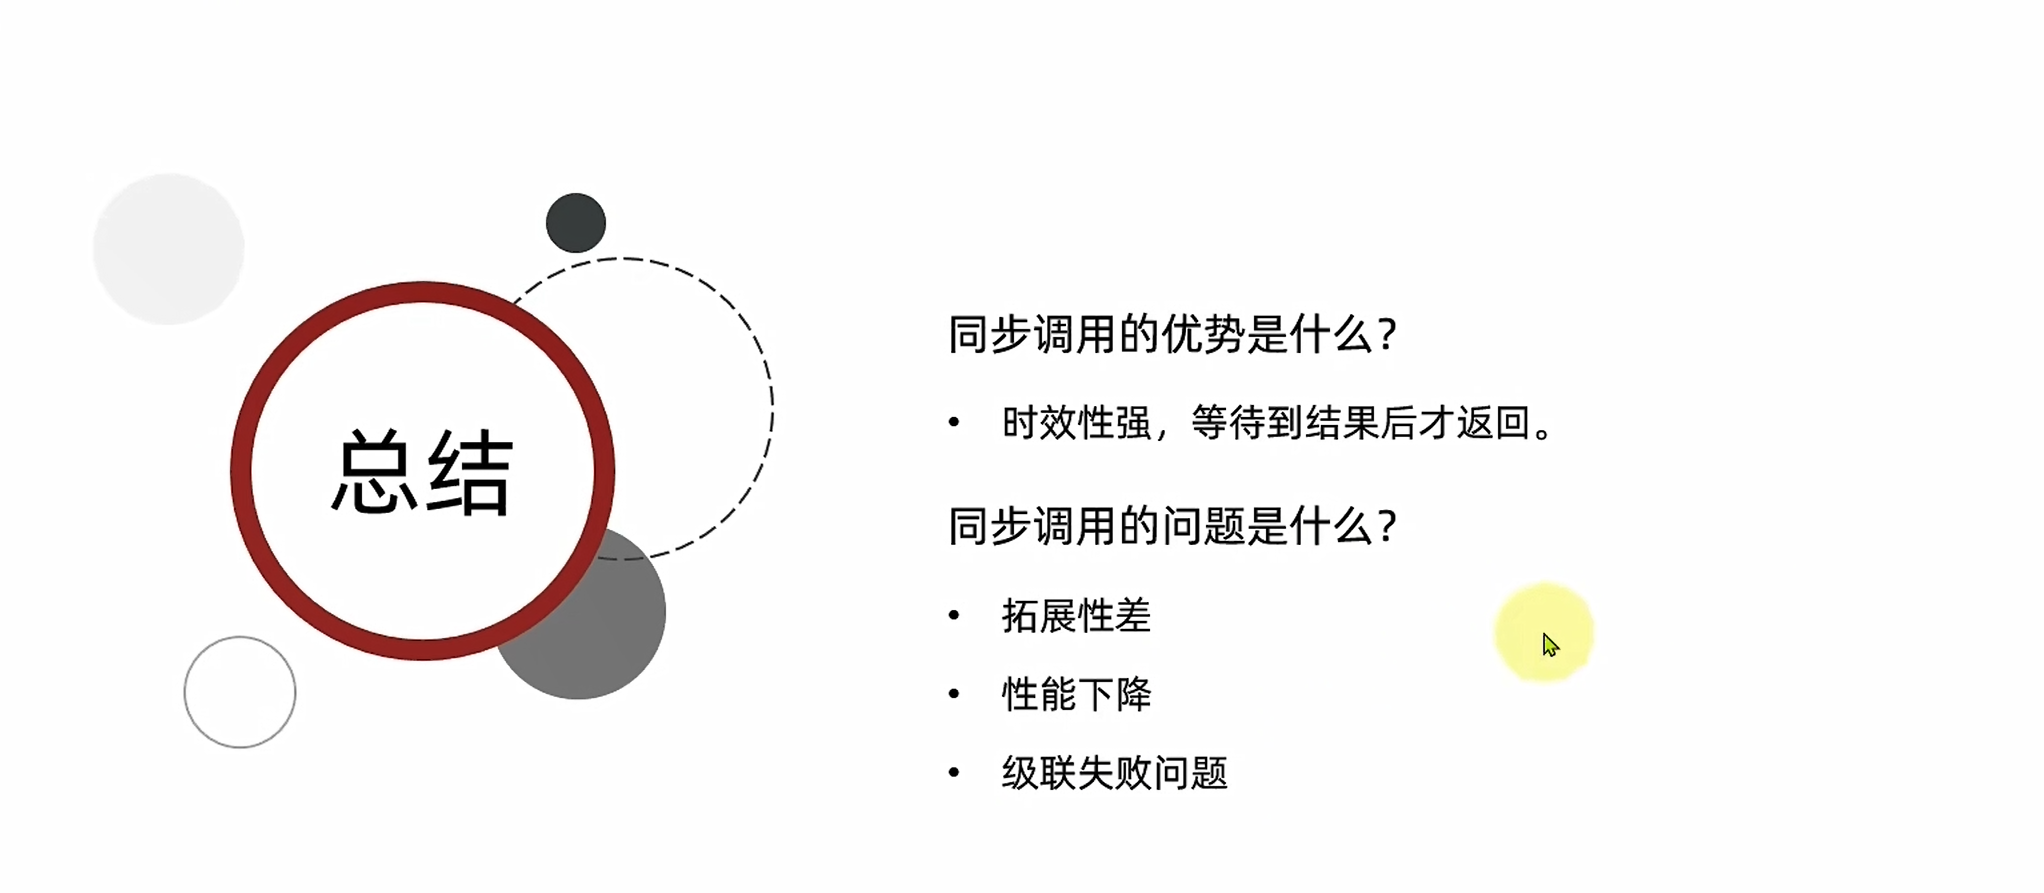 总结
同步调用的优势是什么？
• 时效性强，等待到结果后才返回。
同步调用的问题是什么？
• 拓展性差
• 性能下降
• 级联失败问题